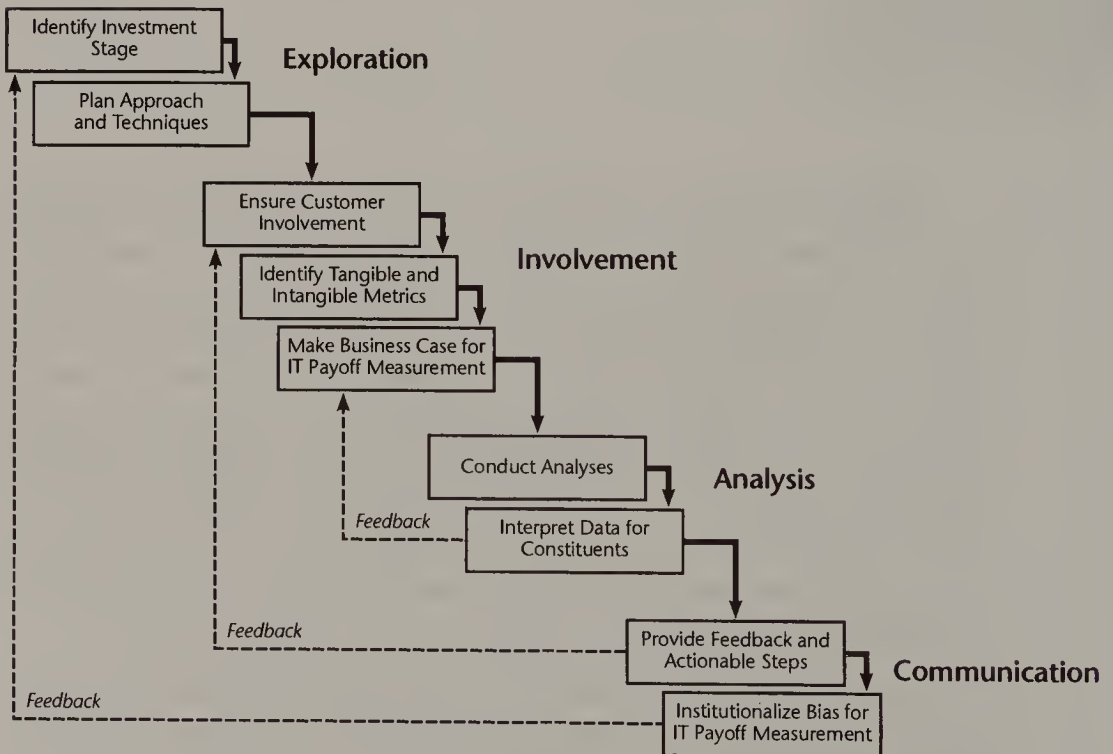 Identify Investment
Stage
Exploration
Plan Approach
and Techniques
Ensure Customer
Involvement
Involvement
Identify Tangible and
Intangible Metrics
Make Business Case for
IT Payoff Measurement
Conduct Analyses
Analysis
Feedback
Interpret Data for
Constituents
Feedback
Provide Feedback and
Actionable Steps
Communication
Feedback
Institutionalize Bias for
IT Payoff Measurement